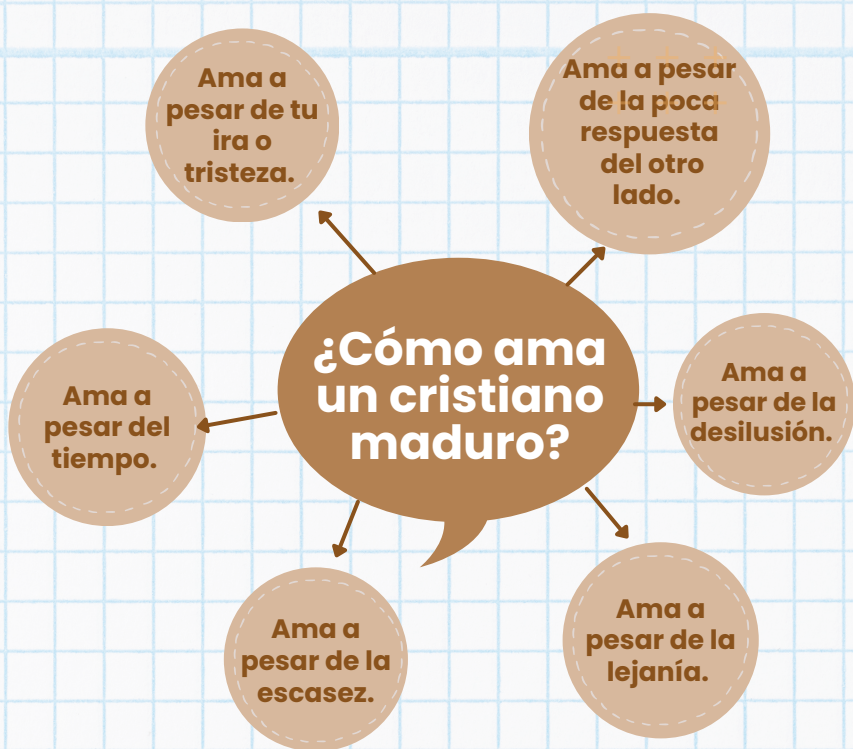 Ama a
pesar de tu
ira o
tristeza.
Ama a pesar
de la poca
respuesta
del otro
lado.
¿Cómo ama
un cristiano
maduro?
Ama a
pesar de la
desilusión.
Ama a
pesar del
tiempo.
Ama a
pesar de la
escasez.
Ama a
pesar de la
lejanía.